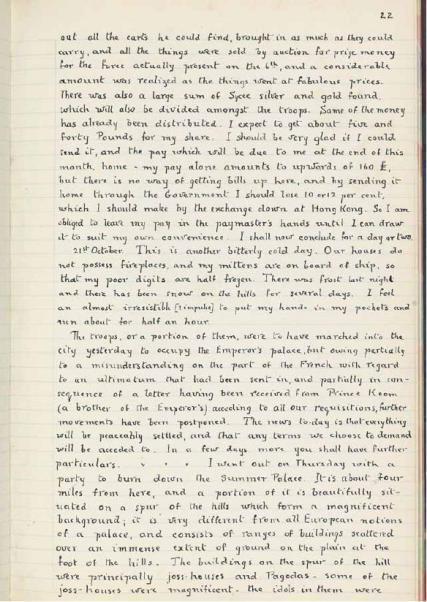 22
out all the carts he could find, brought in as much as they could
carry, and all the things were sold by auction for prize money
for the force actually present on the 6th, and a considerable
amount was realized as the things went at fabulous prices.
There was also a large sum of Sycee silver and gold found
which will also be divided amongst the troops. Some of the money
has already been distributed. I expect to get about five and
forty Pounds for my share. I should be very glad if I could
send it, and the pay which will be due to me at the end of this
month, home - my pay alone amounts to upwards of 160 £,
but there is no way of getting bills up here, and by sending it
home through the Government I should lose 10 or 12 per cent,
which I should make by the exchange down at Hong Kong. So I am
obliged to leave my pay in the paymaster's hands until I can draw
it to suit my own convenience. I shall now conclude for a day or two.
21st October. This is another bitterly cold day. Our houses do
not possess fireplaces, and my mittens are on board of ship, so
that my poor digits are half frozen. There was frost last night
and there has been snow on the hills for several days. I feel
an almost irresistible [impulse] to put my hands in my pockets and
run about for half an hour.
The troops, or a portion of them, were to have marched into the
city yesterday to occupy the Emperor's palace, but owing partially
to a misunderstanding on the part of the French with regard
to an ultimatum that had been sent in, and partially in con-
sequence of a letter having been received from Prince Koom
(a brother of the Emperor's) acceding to all our requisitions, further
movements have been postponed. The news to-day is that everything
will be peaceably settled, and that any terms we choose to demand
will be acceded to. In a few days more you shall have further
particulars. . . . I went out on Thursday with a
party to burn down the Summer Palace. It is about four
miles from here, and a portion of it is beautifully sit-
uated on a spur of the hills which form a magnificent
background; it is very different from all European notions
of a palace, and consists of ranges of buildings scattered
over an immense extent of ground on the plain at the
foot of the hills. The buildings on the spur of the hill
were principally joss-houses and Pagodas - some of the
joss-houses were magnificent. the idols in them were